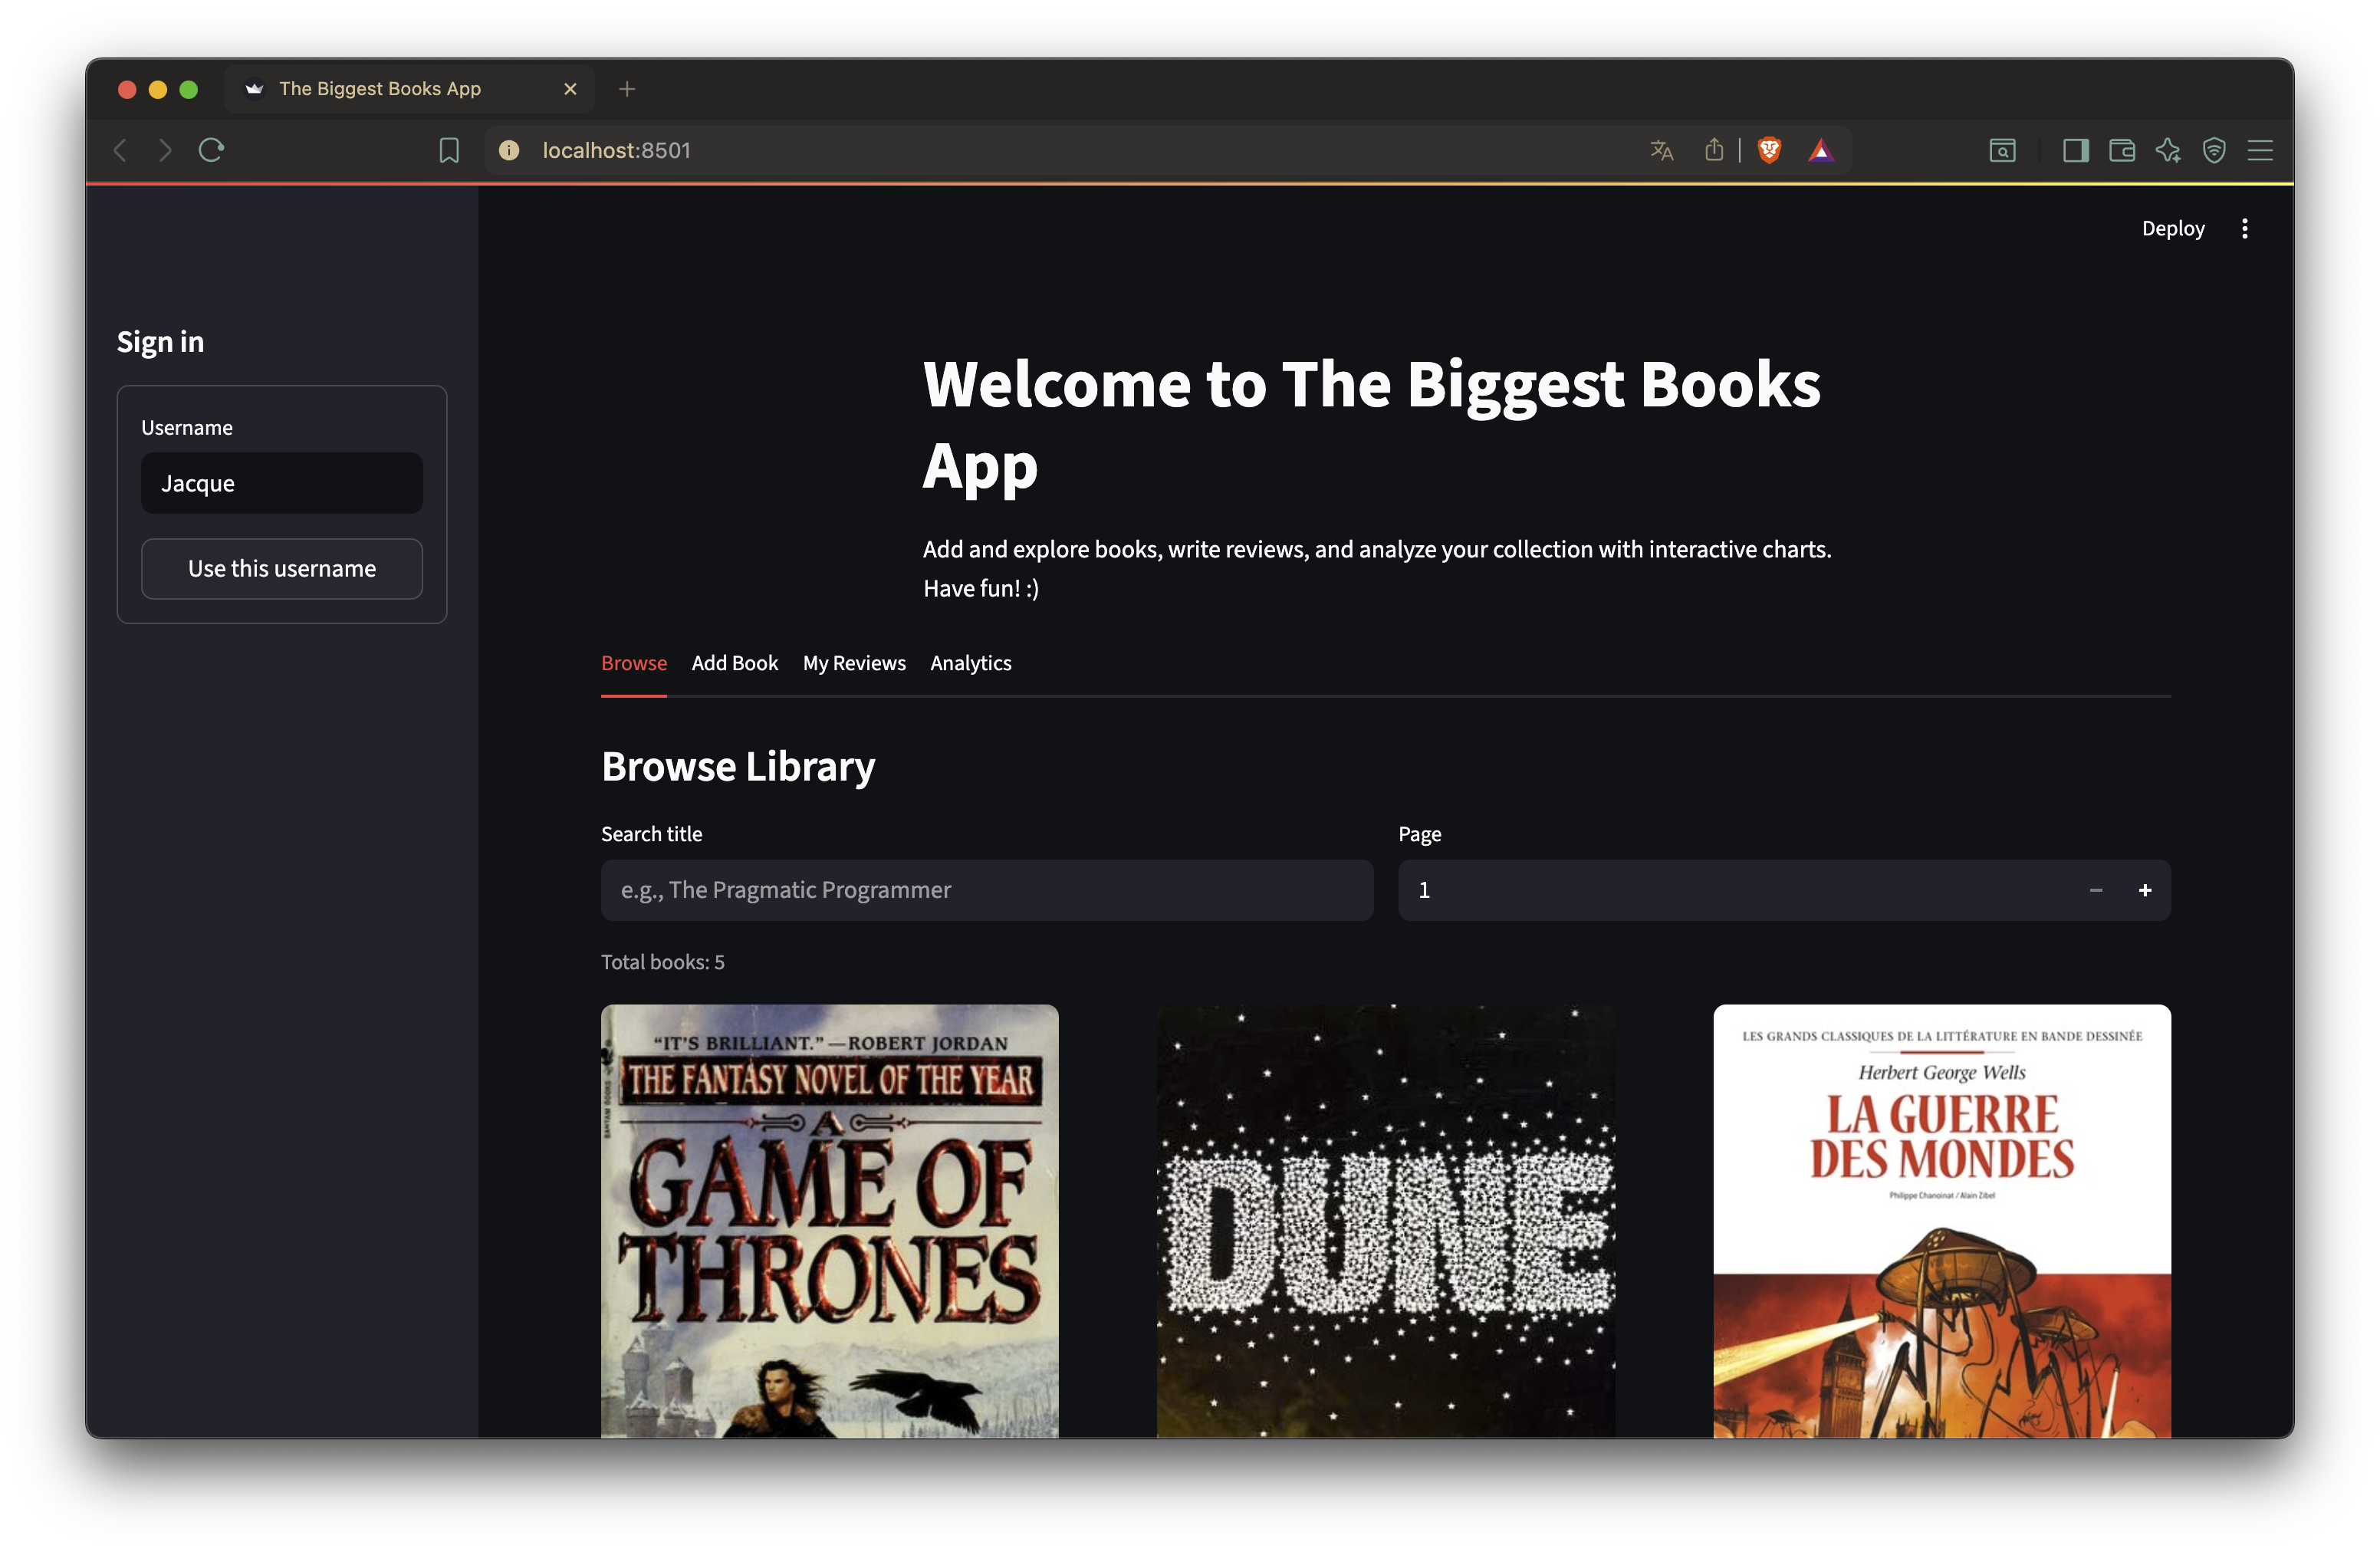 The Biggest Books App
localhost:8501
Deploy
Sign in
Username
Jacque
Use this username
Welcome to The Biggest Books
App
Add and explore books, write reviews, and analyze your collection with interactive charts.
Have fun! :)
Browse Add Book My Reviews Analytics
Browse Library
Search title
e.g., The Pragmatic Programmer
Page
1
Total books: 5
“IT'S BRILLIANT.”—ROBERT JORDAN
THE FANTASY NOVEL OF THE YEAR
A
GAME OF
THRONES
BANTAM BOOKS
DUNE
LES GRANDS CLASSIQUES DE LA LITTÉRATURE EN BANDE DESSINÉE
Herbert George Wells
LA GUERRE
DES MONDES
Philippe Chanoinat / Alain Zibel